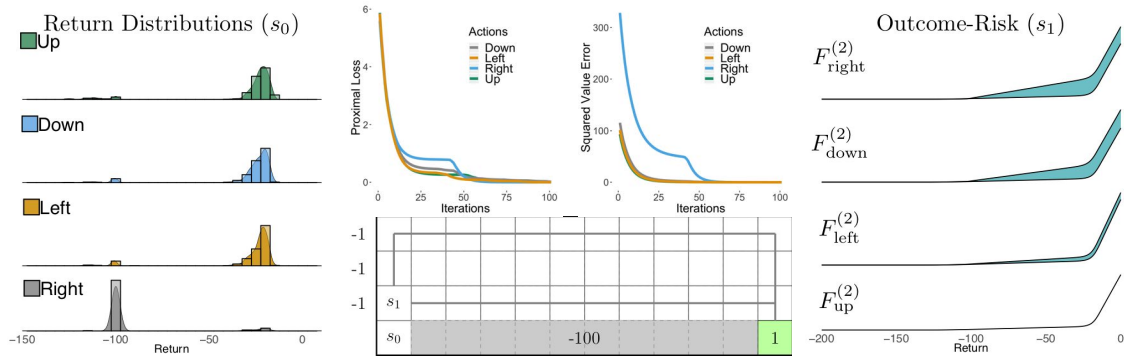 Return Distributions (s₀)
Up
Down
Left
Right
−150 −100 −50 0
Return
Proximal Loss
6
4
2
0
Actions
Down
Left
Right
Up
0 25 50 75 100
Iterations
Squared Value Error
300
200
100
0
Actions
Down
Left
Right
Up
0 25 50 75 100
Iterations
-1
-1
-1 s₁
s₀ -100 1
Outcome-Risk (s₁)
F⁽²⁾right
F⁽²⁾down
F⁽²⁾left
F⁽²⁾up
−200 −150 −100 −50 0
Return